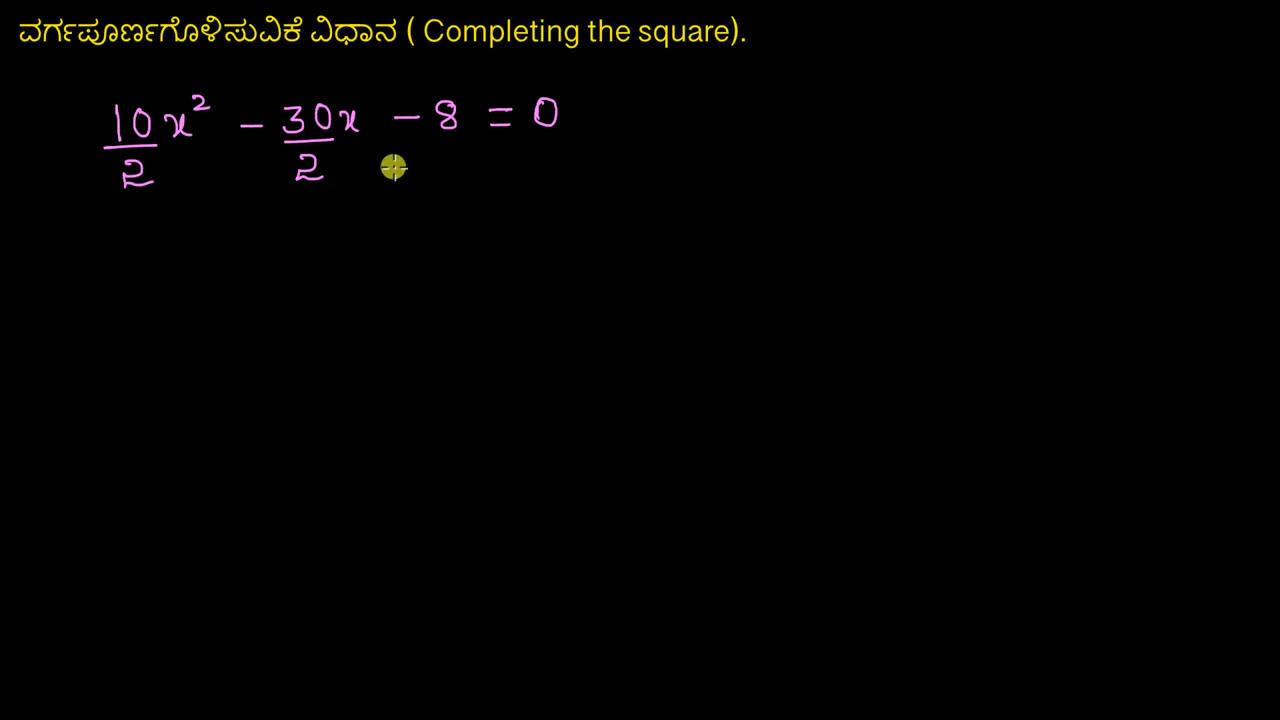 ವರ್ಗಪೂರ್ಣಗೊಳಿಸುವಿಕೆ ವಿಧಾನ ( Completing the square).
10/2 x² - 30/2 x - 8 = 0